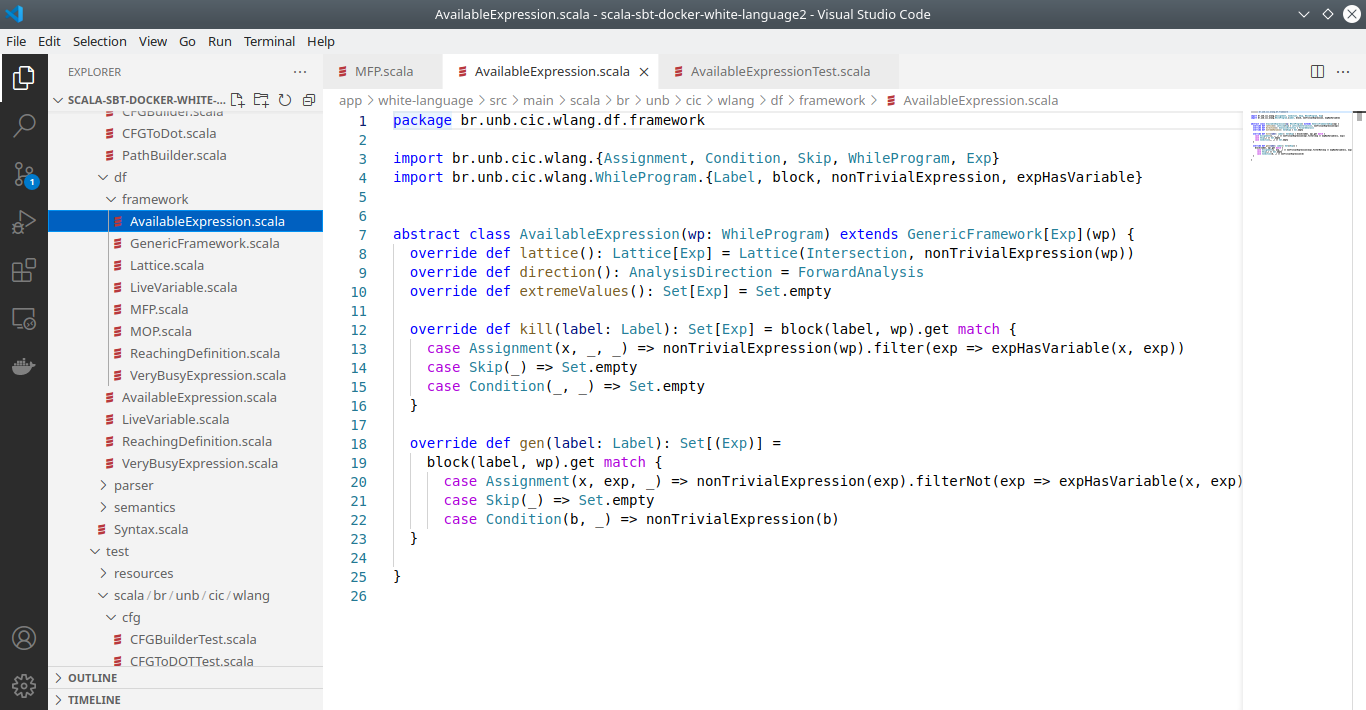 AvailableExpression.scala - scala-sbt-docker-white-language2 - Visual Studio Code
File Edit Selection View Go Run Terminal Help
EXPLORER
SCALA-SBT-DOCKER-WHITE-...
CFGBuilder.scala
CFGToDot.scala
PathBuilder.scala
df
framework
AvailableExpression.scala
GenericFramework.scala
Lattice.scala
LiveVariable.scala
MFP.scala
MOP.scala
ReachingDefinition.scala
VeryBusyExpression.scala
AvailableExpression.scala
LiveVariable.scala
ReachingDefinition.scala
VeryBusyExpression.scala
parser
semantics
Syntax.scala
test
resources
scala / br / unb / cic / wlang
cfg
CFGBuilderTest.scala
CFGToDOTTest.scala
OUTLINE
TIMELINE
1
MFP.scala AvailableExpression.scala AvailableExpressionTest.scala
app > white-language > src > main > scala > br > unb > cic > wlang > df > framework > AvailableExpression.scala
1 package br.unb.cic.wlang.df.framework
2
3 import br.unb.cic.wlang.{Assignment, Condition, Skip, WhileProgram, Exp}
4 import br.unb.cic.wlang.WhileProgram.{Label, block, nonTrivialExpression, expHasVariable}
5
6
7 abstract class AvailableExpression(wp: WhileProgram) extends GenericFramework[Exp](wp) {
8 override def lattice(): Lattice[Exp] = Lattice(Intersection, nonTrivialExpression(wp))
9 override def direction(): AnalysisDirection = ForwardAnalysis
10 override def extremeValues(): Set[Exp] = Set.empty
11
12 override def kill(label: Label): Set[Exp] = block(label, wp).get match {
13 case Assignment(x, _, _) => nonTrivialExpression(wp).filter(exp => expHasVariable(x, exp))
14 case Skip(_) => Set.empty
15 case Condition(_, _) => Set.empty
16 }
17
18 override def gen(label: Label): Set[(Exp)] =
19 block(label, wp).get match {
20 case Assignment(x, exp, _) => nonTrivialExpression(exp).filterNot(exp => expHasVariable(x, exp)
21 case Skip(_) => Set.empty
22 case Condition(b, _) => nonTrivialExpression(b)
23 }
24
25 }
26